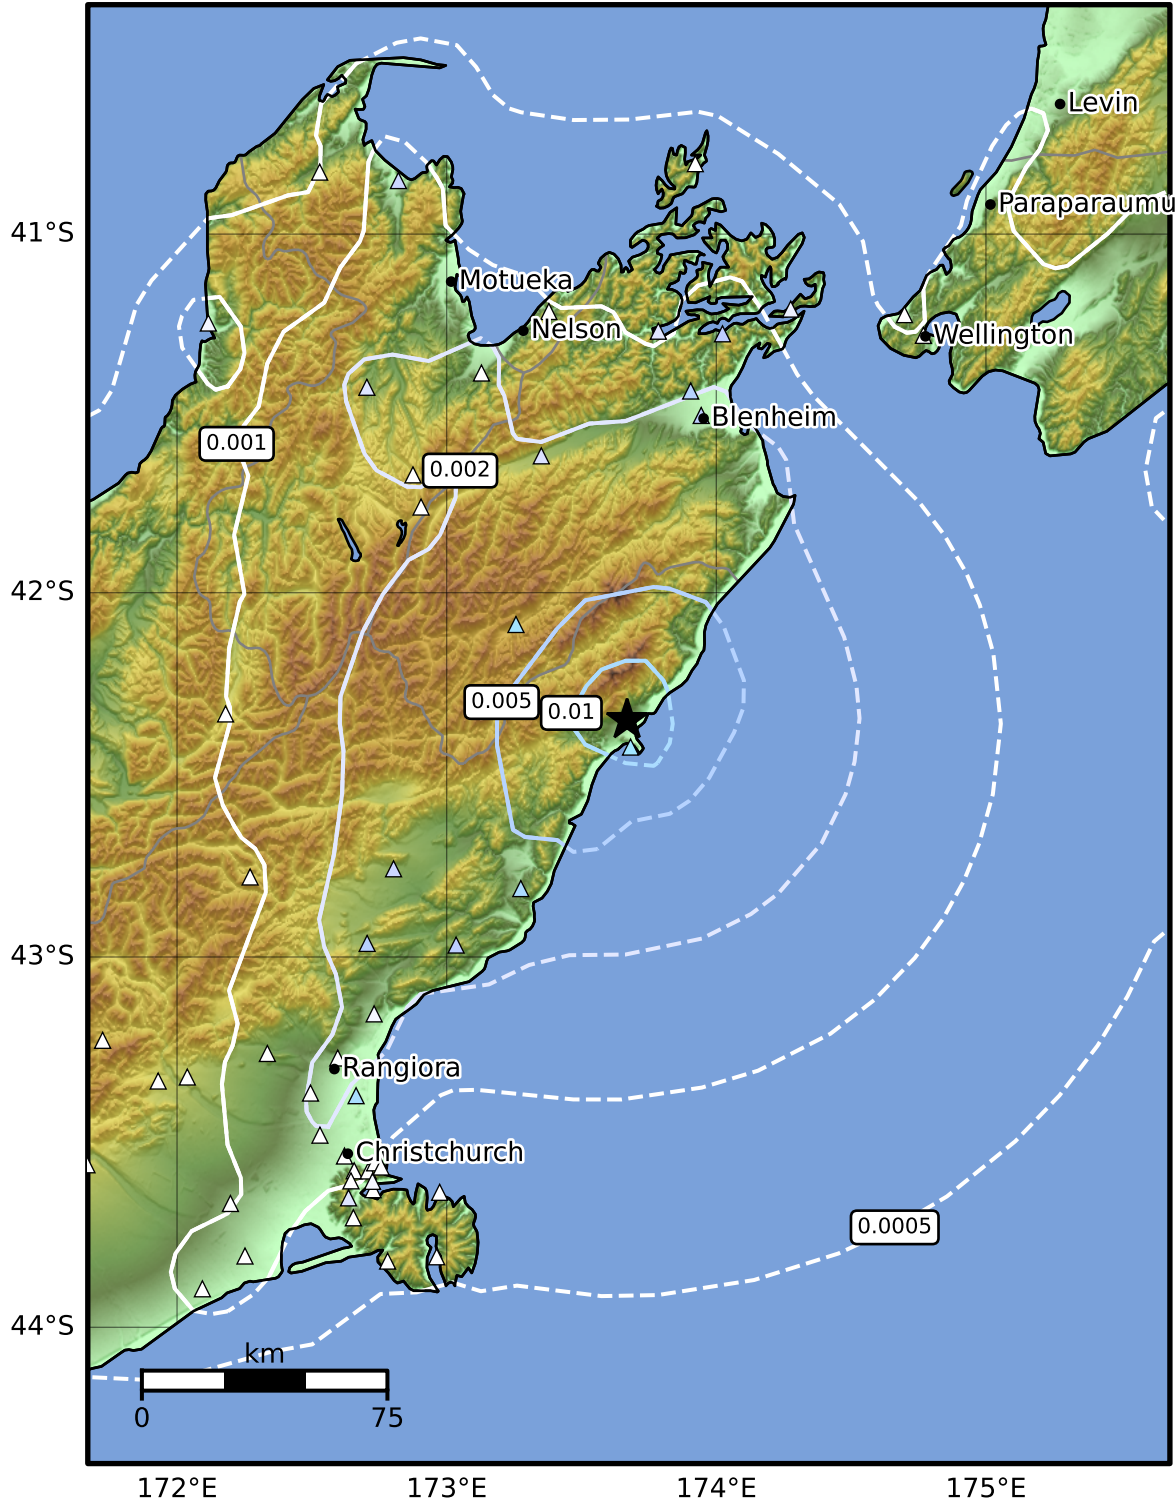 Levin
Paraparaumu
41°S
Motueka
Nelson
Wellington
Blenheim
0.001
0.002
42°S
0.005
0.01
43°S
Rangiora
Christchurch
0.0005
44°S
km
0
75
172°E
173°E
174°E
175°E